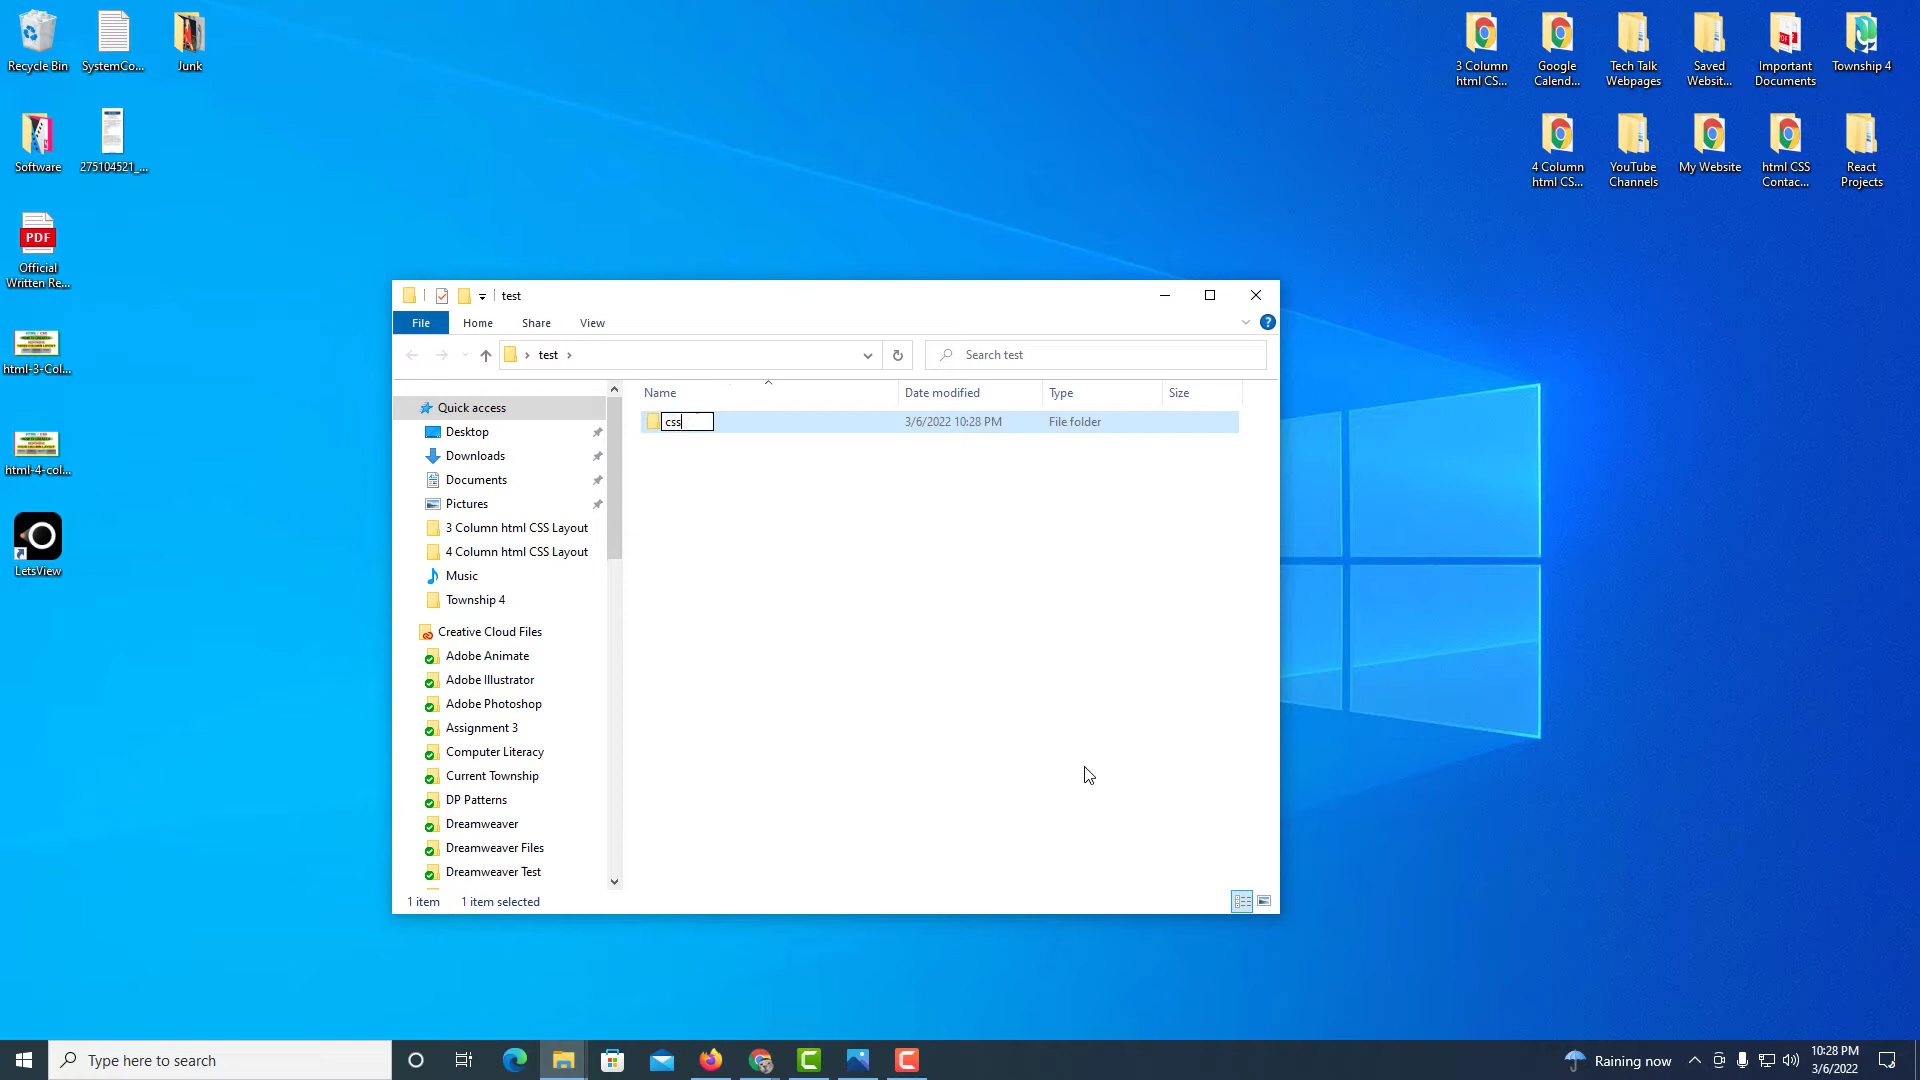 Recycle Bin
SystemCo...
Junk
Software
275104521_...
PDF
Official
Written Re...
html-3-Col...
html-4-col...
LetsView
3 Column
html CS...
Google
Calend...
Tech Talk
Webpages
Saved
Websit...
Important
Documents
Township 4
4 Column
html CS...
YouTube
Channels
My Website
html CSS
Contac...
React
Projects
test
File
Home
Share
View
test
Search test
Name
Date modified
Type
Size
css
3/6/2022 10:28 PM
File folder
Quick access
Desktop
Downloads
Documents
Pictures
3 Column html CSS Layout
4 Column html CSS Layout
Music
Township 4
Creative Cloud Files
Adobe Animate
Adobe Illustrator
Adobe Photoshop
Assignment 3
Computer Literacy
Current Township
DP Patterns
Dreamweaver
Dreamweaver Files
Dreamweaver Test
1 item
1 item selected
Type here to search
Raining now
10:28 PM
3/6/2022